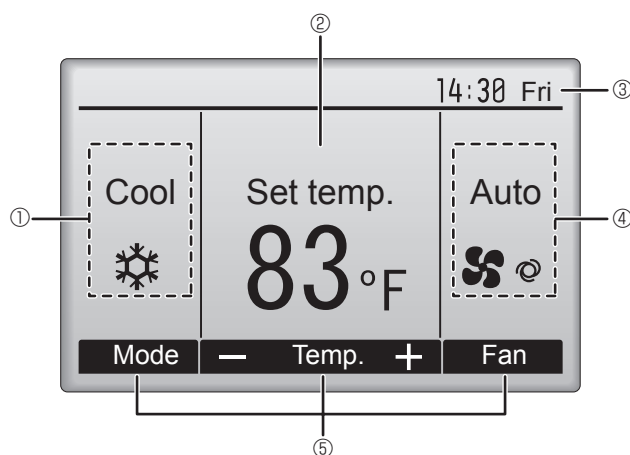 ②
14:30 Fri ③
① Cool Set temp. Auto ④
83°F
Mode − Temp. + Fan
⑤